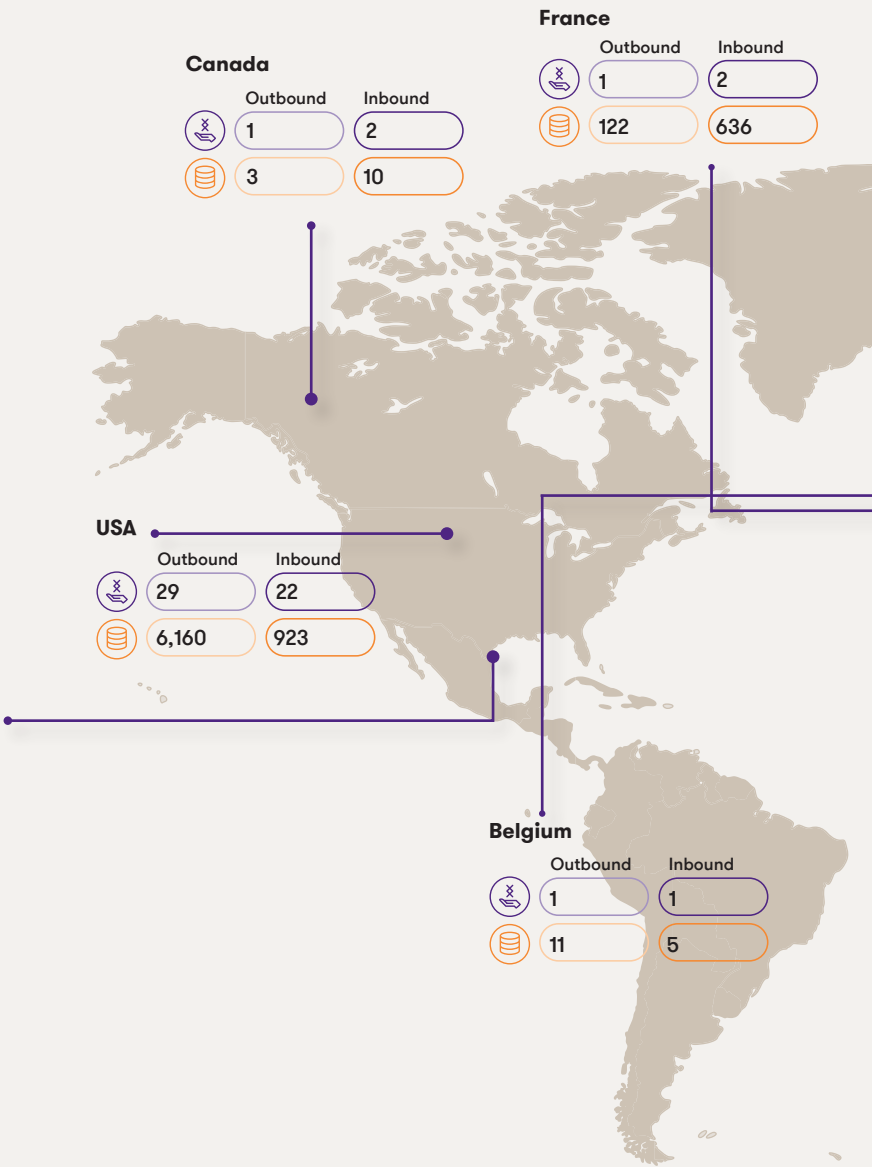 France
Outbound Inbound
1 2
122 636
Canada
Outbound Inbound
1 2
3 10
USA
Outbound Inbound
29 22
6,160 923
Belgium
Outbound Inbound
1 1
11 5